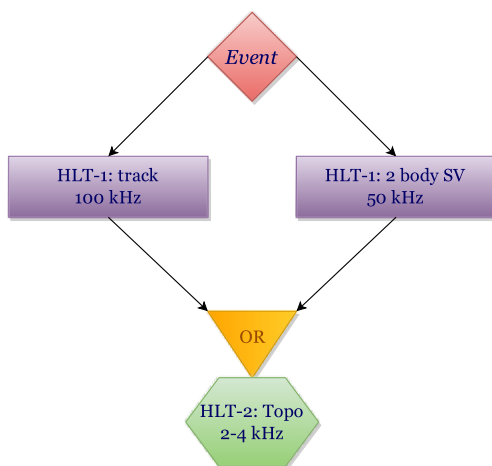 Event
HLT-1: track
100 kHz
HLT-1: 2 body SV
50 kHz
OR
HLT-2: Topo
2-4 kHz